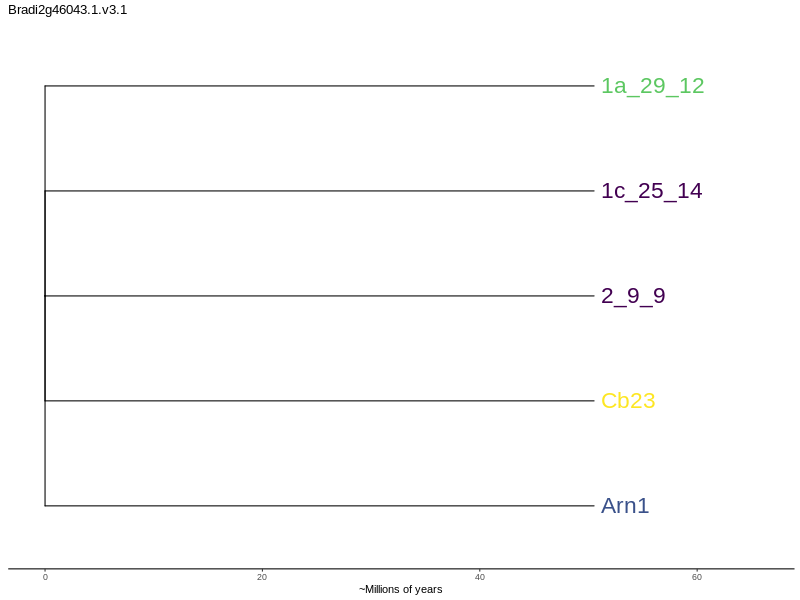 Bradi2g46043.1.v3.1
1a_29_12
1c_25_14
2_9_9
Cb23
Arn1
0 20 40 60
~Millions of years